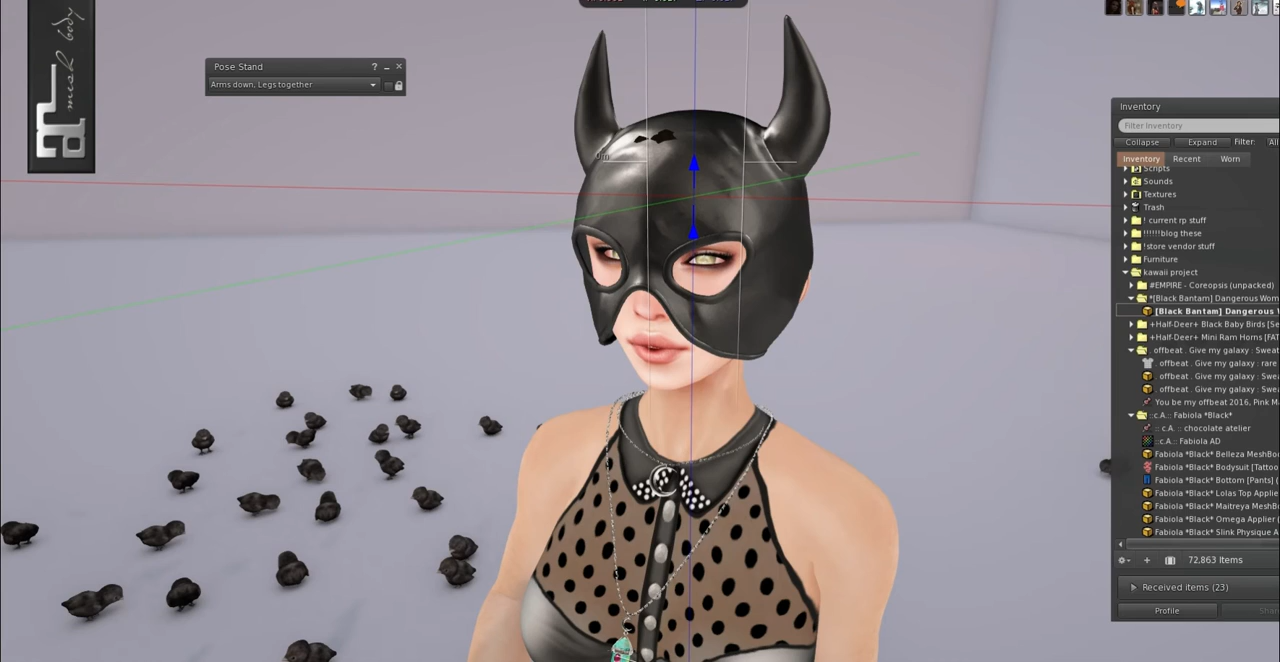 mesh body
Pose Stand
? _ ×
Arms down, Legs together
0m
Inventory
Filter Inventory
Collapse Expand Filter: All
Inventory Recent Worn
Scripts
Sounds
Textures
Trash
! current rp stuff
!!!!!!blog these
!store vendor stuff
Furniture
kawaii project
#EMPIRE - Coreopsis (unpacked)
*[Black Bantam] Dangerous Wom
[Black Bantam] Dangerous
+Half-Deer+ Black Baby Birds [Se
+Half-Deer+ Mini Ram Horns [FAT
. offbeat . Give my galaxy : Sweat
. offbeat . Give my galaxy : rare
. offbeat . Give my galaxy : Swe
. offbeat . Give my galaxy : Swe
You be my offbeat 2016, Pink M
::c.A.:: Fabiola *Black*
:: c.A. :: chocolate atelier
::c.A.:: Fabiola AD
Fabiola *Black* Belleza MeshBo
Fabiola *Black* Bodysuit [Tattoo
Fabiola *Black* Bottom [Pants] (
Fabiola *Black* Lolas Top Applie
Fabiola *Black* Maitreya MeshB
Fabiola *Black* Omega Applier (
Fabiola *Black* Slink Physique A
72,863 Items
Received items (23)
Profile Shar